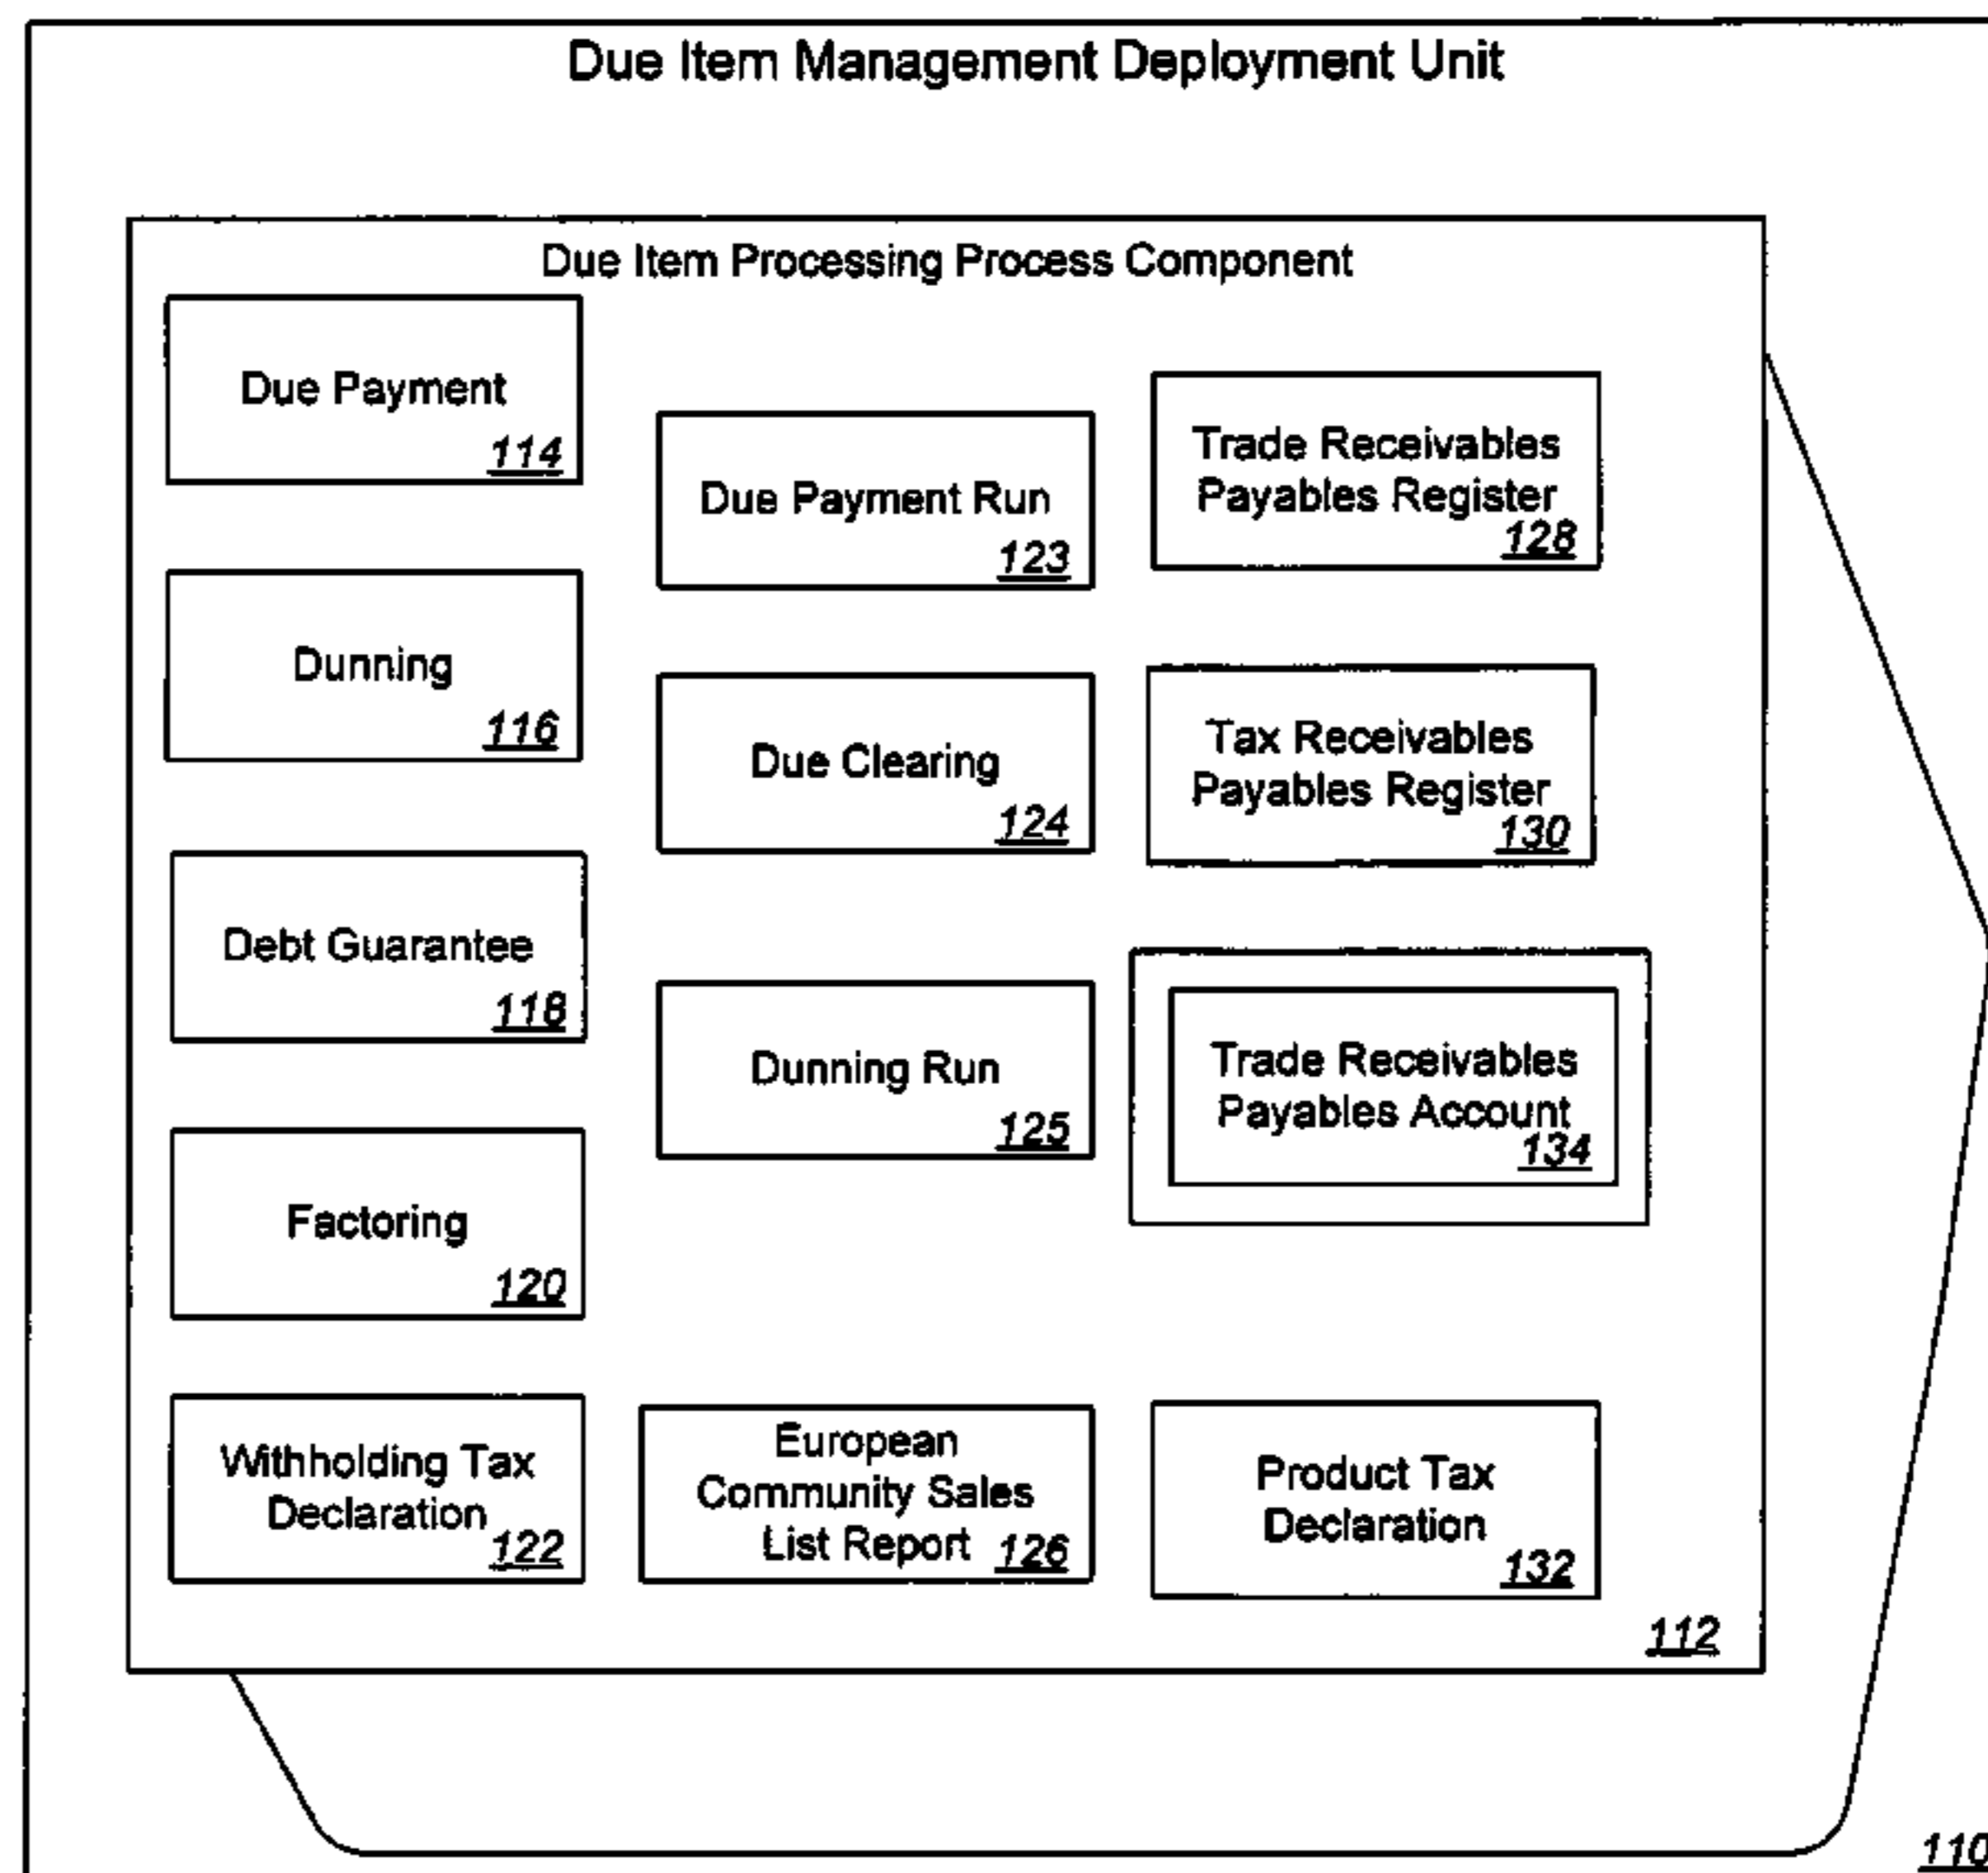 Due Item Management Deployment Unit
Due Item Processing Process Component
Due Payment
114
Dunning
116
Debt Guarantee
118
Factoring
120
Withholding Tax
Declaration
122
Due Payment Run
123
Due Clearing
124
Dunning Run
125
European
Community Sales
List Report 126
Trade Receivables
Payables Register
128
Tax Receivables
Payables Register
130
Trade Receivables
Payables Account
134
Product Tax
Declaration
132
112
110